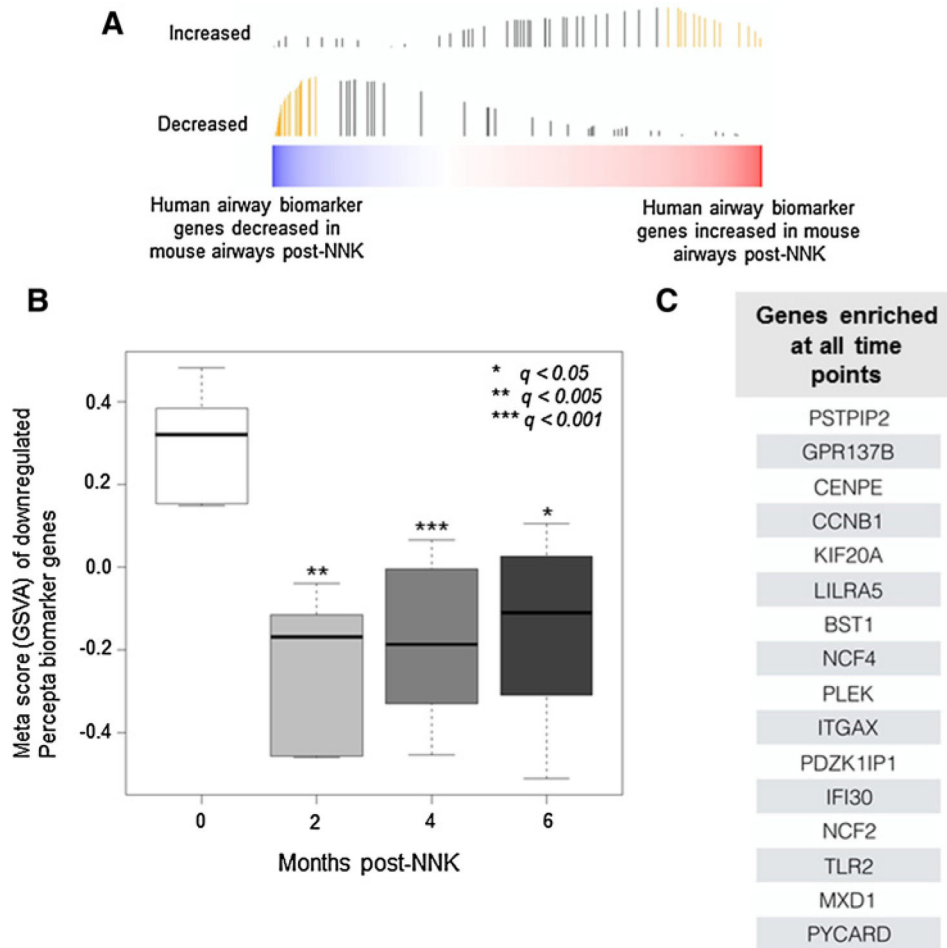 A
Increased
Decreased
Human airway biomarker
genes decreased in
mouse airways post-NNK
Human airway biomarker
genes increased in mouse
airways post-NNK
B
Meta score (GSVA) of downregulated
Percepta biomarker genes
0.4
0.2
0.0
-0.2
-0.4
* q < 0.05
** q < 0.005
*** q < 0.001
**
***
*
0 2 4 6
Months post-NNK
C
Genes enriched
at all time
points
PSTPIP2
GPR137B
CENPE
CCNB1
KIF20A
LILRA5
BST1
NCF4
PLEK
ITGAX
PDZK1IP1
IFI30
NCF2
TLR2
MXD1
PYCARD